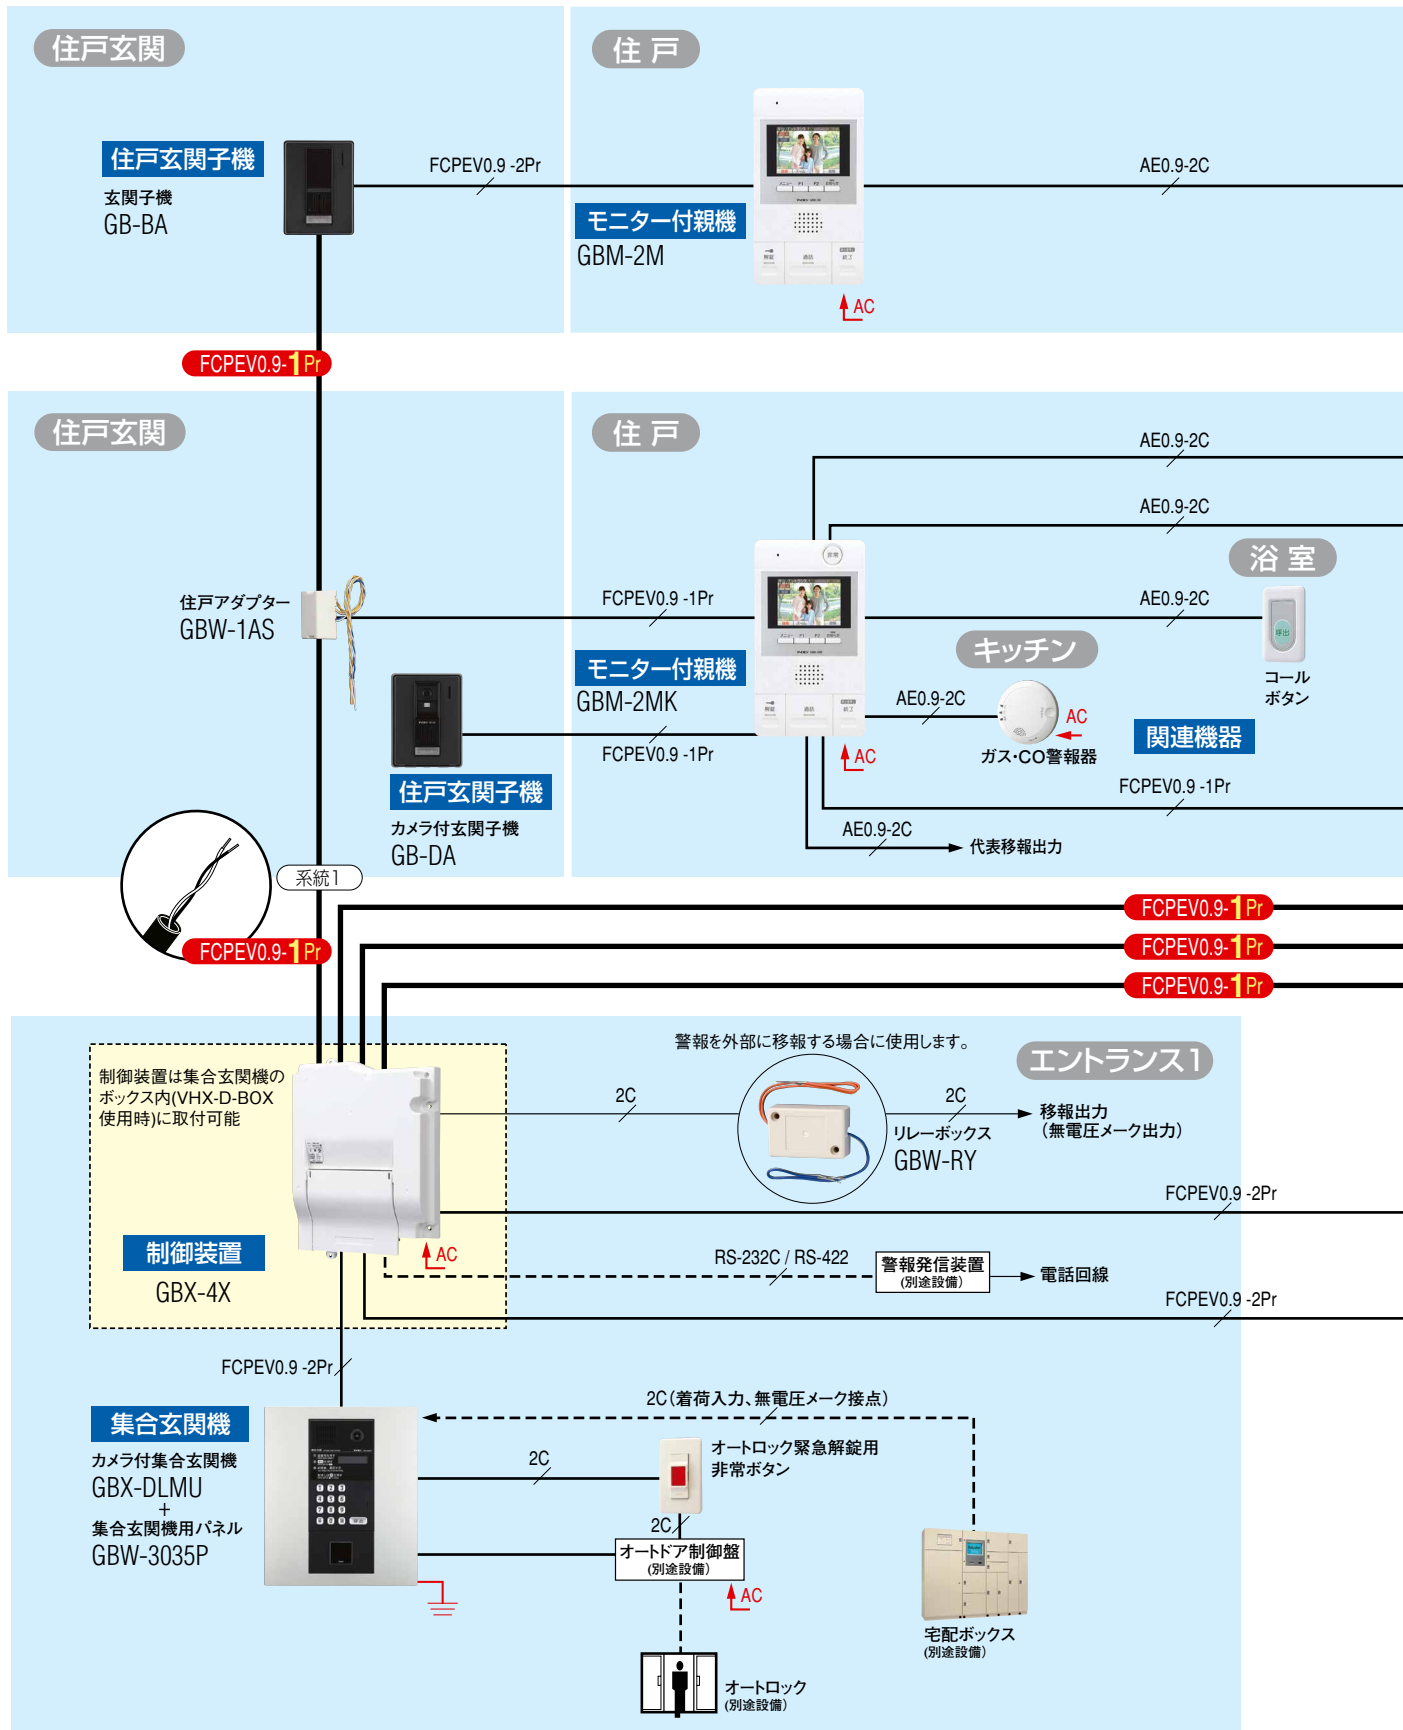 住戸玄関
住戸
住戸玄関子機
玄関子機
GB-BA
FCPEV0.9 -2Pr
モニター付親機
GBM-2M
AE0.9-2C
AC
FCPEV0.9-1Pr
住戸玄関
住戸
AE0.9-2C
AE0.9-2C
浴室
住戸アダプター
GBW-1AS
FCPEV0.9 -1Pr
AE0.9-2C
呼出
コール
ボタン
キッチン
モニター付親機
GBM-2MK
AE0.9-2C
AC
ガス・CO警報器
関連機器
FCPEV0.9 -1Pr
AC
住戸玄関子機
カメラ付玄関子機
GB-DA
FCPEV0.9 -1Pr
AE0.9-2C
代表移報出力
系統1
FCPEV0.9-1Pr
FCPEV0.9-1Pr
FCPEV0.9-1Pr
FCPEV0.9-1Pr
エントランス1
制御装置は集合玄関機の
ボックス内(VHX-D-BOX
使用時)に取付可能
警報を外部に移報する場合に使用します。
2C
2C
リレーボックス
GBW-RY
移報出力
(無電圧メーク出力)
FCPEV0.9 -2Pr
制御装置
GBX-4X
AC
RS-232C / RS-422
警報発信装置
(別途設備)
電話回線
FCPEV0.9 -2Pr
FCPEV0.9 -2Pr
集合玄関機
カメラ付集合玄関機
GBX-DLMU
+
集合玄関機用パネル
GBW-3035P
2C(着荷入力、無電圧メーク接点)
2C
オートロック緊急解錠用
非常ボタン
2C
オートドア制御盤
(別途設備)
AC
オートロック
(別途設備)
宅配ボックス
(別途設備)